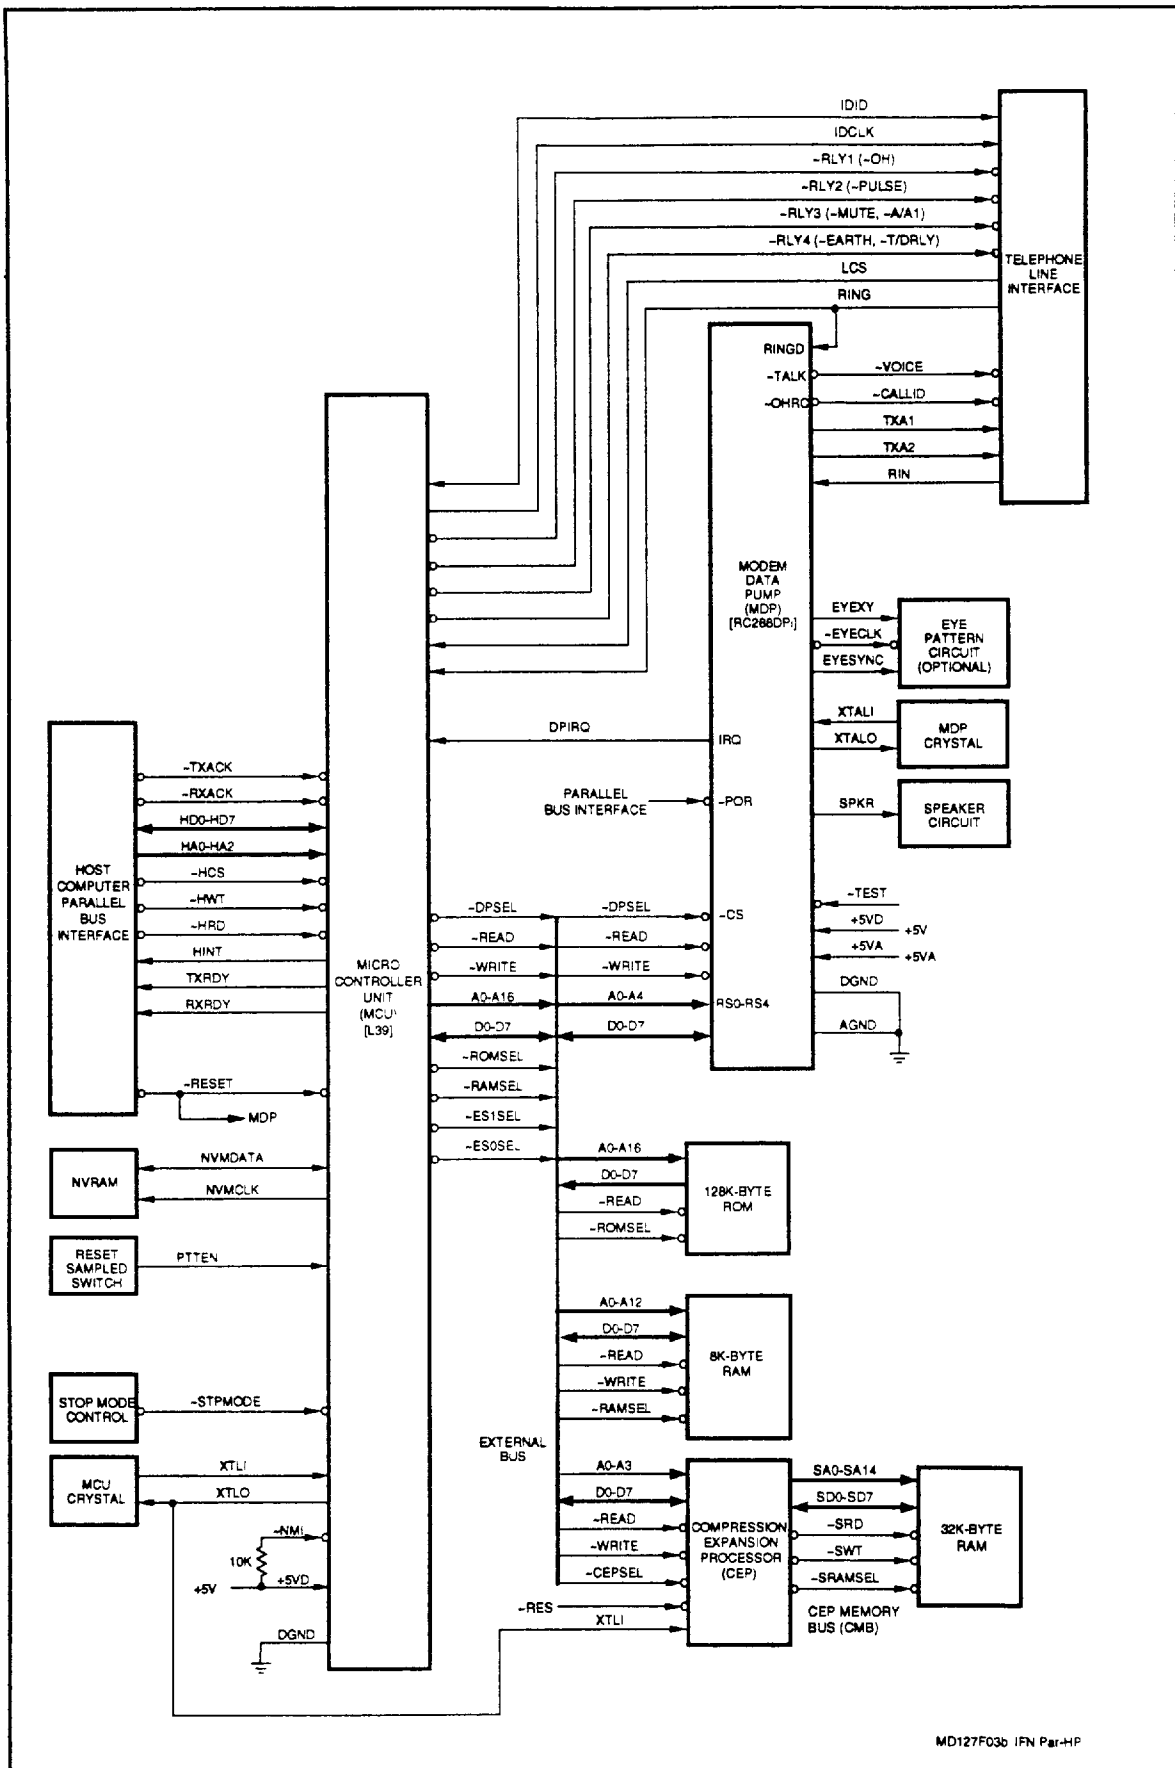 IDID
IDCLK
~RLY1 (~OH)
~RLY2 (~PULSE)
~RLY3 (~MUTE, ~A/A1)
~RLY4 (~EARTH, ~T/DRLY)
LCS
RING
TELEPHONE
LINE
INTERFACE
RINGD
~TALK
~VOICE
~OHRC
~CALLID
TXA1
TXA2
RIN
MODEM
DATA
PUMP
(MDP)
[RC288DPi]
EYEXY
~EYECLK
EYESYNC
EYE
PATTERN
CIRCUIT
(OPTIONAL)
XTALI
XTALO
MDP
CRYSTAL
DPIRQ
IRQ
PARALLEL
BUS INTERFACE
~POR
SPKR
SPEAKER
CIRCUIT
~TEST
+5VD
+5V
+5VA
+5VA
DGND
AGND
HOST
COMPUTER
PARALLEL
BUS
INTERFACE
~TXACK
~RXACK
HD0-HD7
HA0-HA2
~HCS
~HWT
~HRD
HINT
TXRDY
RXRDY
~RESET
MDP
MICRO
CONTROLLER
UNIT
(MCU)
[L39]
~DPSEL
~READ
~WRITE
A0-A16
D0-D7
~ROMSEL
~RAMSEL
~ES1SEL
~ES0SEL
~DPSEL
~READ
~WRITE
A0-A4
D0-D7
~CS
RS0-RS4
NVRAM
NVMDATA
NVMCLK
RESET
SAMPLED
SWITCH
PTTEN
STOP MODE
CONTROL
~STPMODE
MCU
CRYSTAL
XTLI
XTLO
~NMI
10K
+5V
+5VD
DGND
A0-A16
D0-D7
~READ
~ROMSEL
128K-BYTE
ROM
A0-A12
D0-D7
~READ
~WRITE
~RAMSEL
8K-BYTE
RAM
EXTERNAL
BUS
A0-A3
D0-D7
~READ
~WRITE
~CEPSEL
~RES
XTLI
COMPRESSION
EXPANSION
PROCESSOR
(CEP)
SA0-SA14
SD0-SD7
~SRD
~SWT
~SRAMSEL
CEP MEMORY
BUS (CMB)
32K-BYTE
RAM
MD127F03b IFN Par-HP